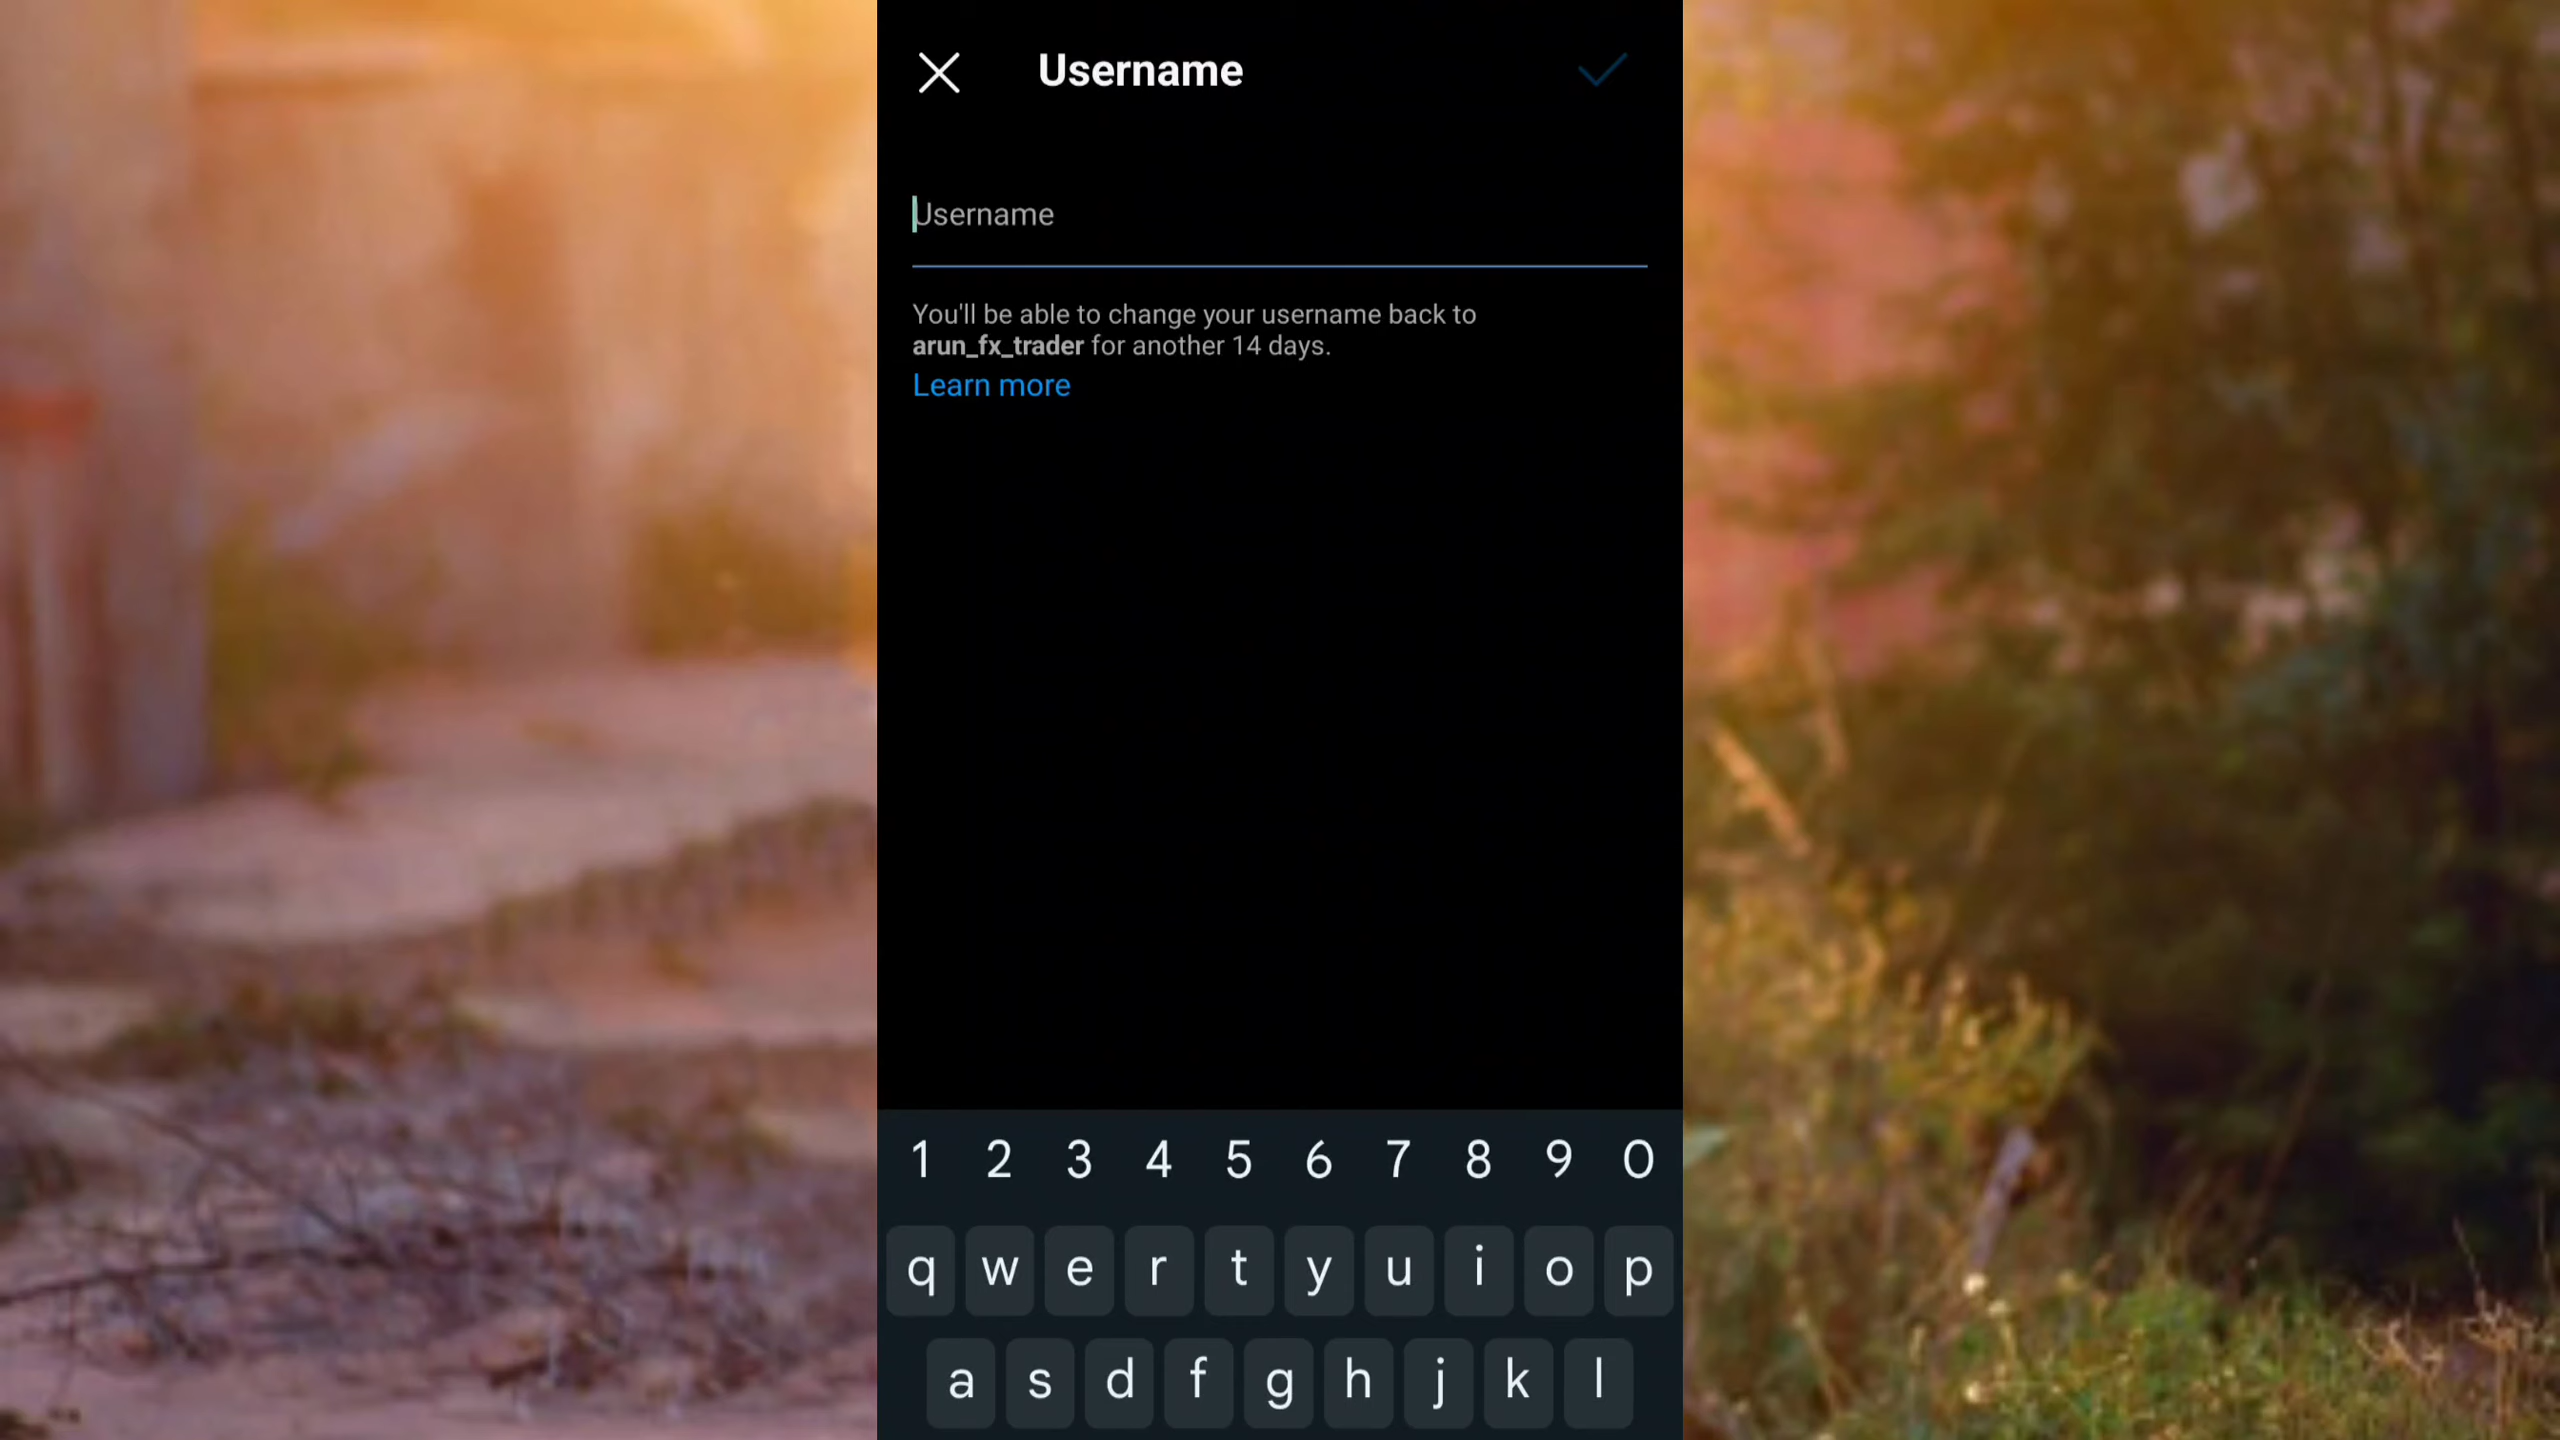 Username
Username
You'll be able to change your username back to
arun_fx_trader for another 14 days.
Learn more
1 2 3 4 5 6 7 8 9 0
q w e r t y u i o p
a s d f g h j k l